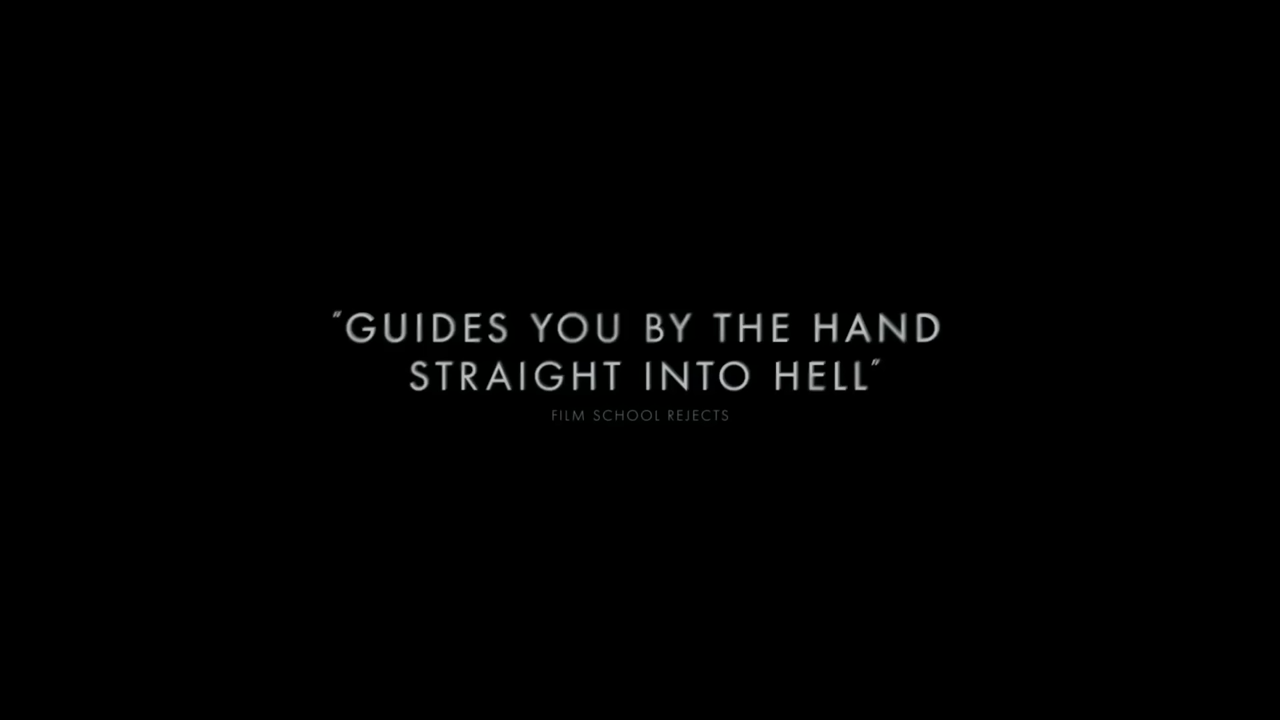 "GUIDES YOU BY THE HAND
STRAIGHT INTO HELL"
FILM SCHOOL REJECTS